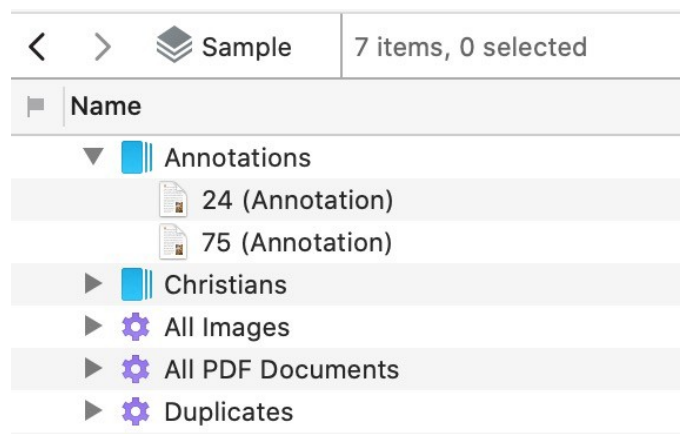 Sample 7 items, 0 selected
Name
Annotations
24 (Annotation)
75 (Annotation)
Christians
All Images
All PDF Documents
Duplicates